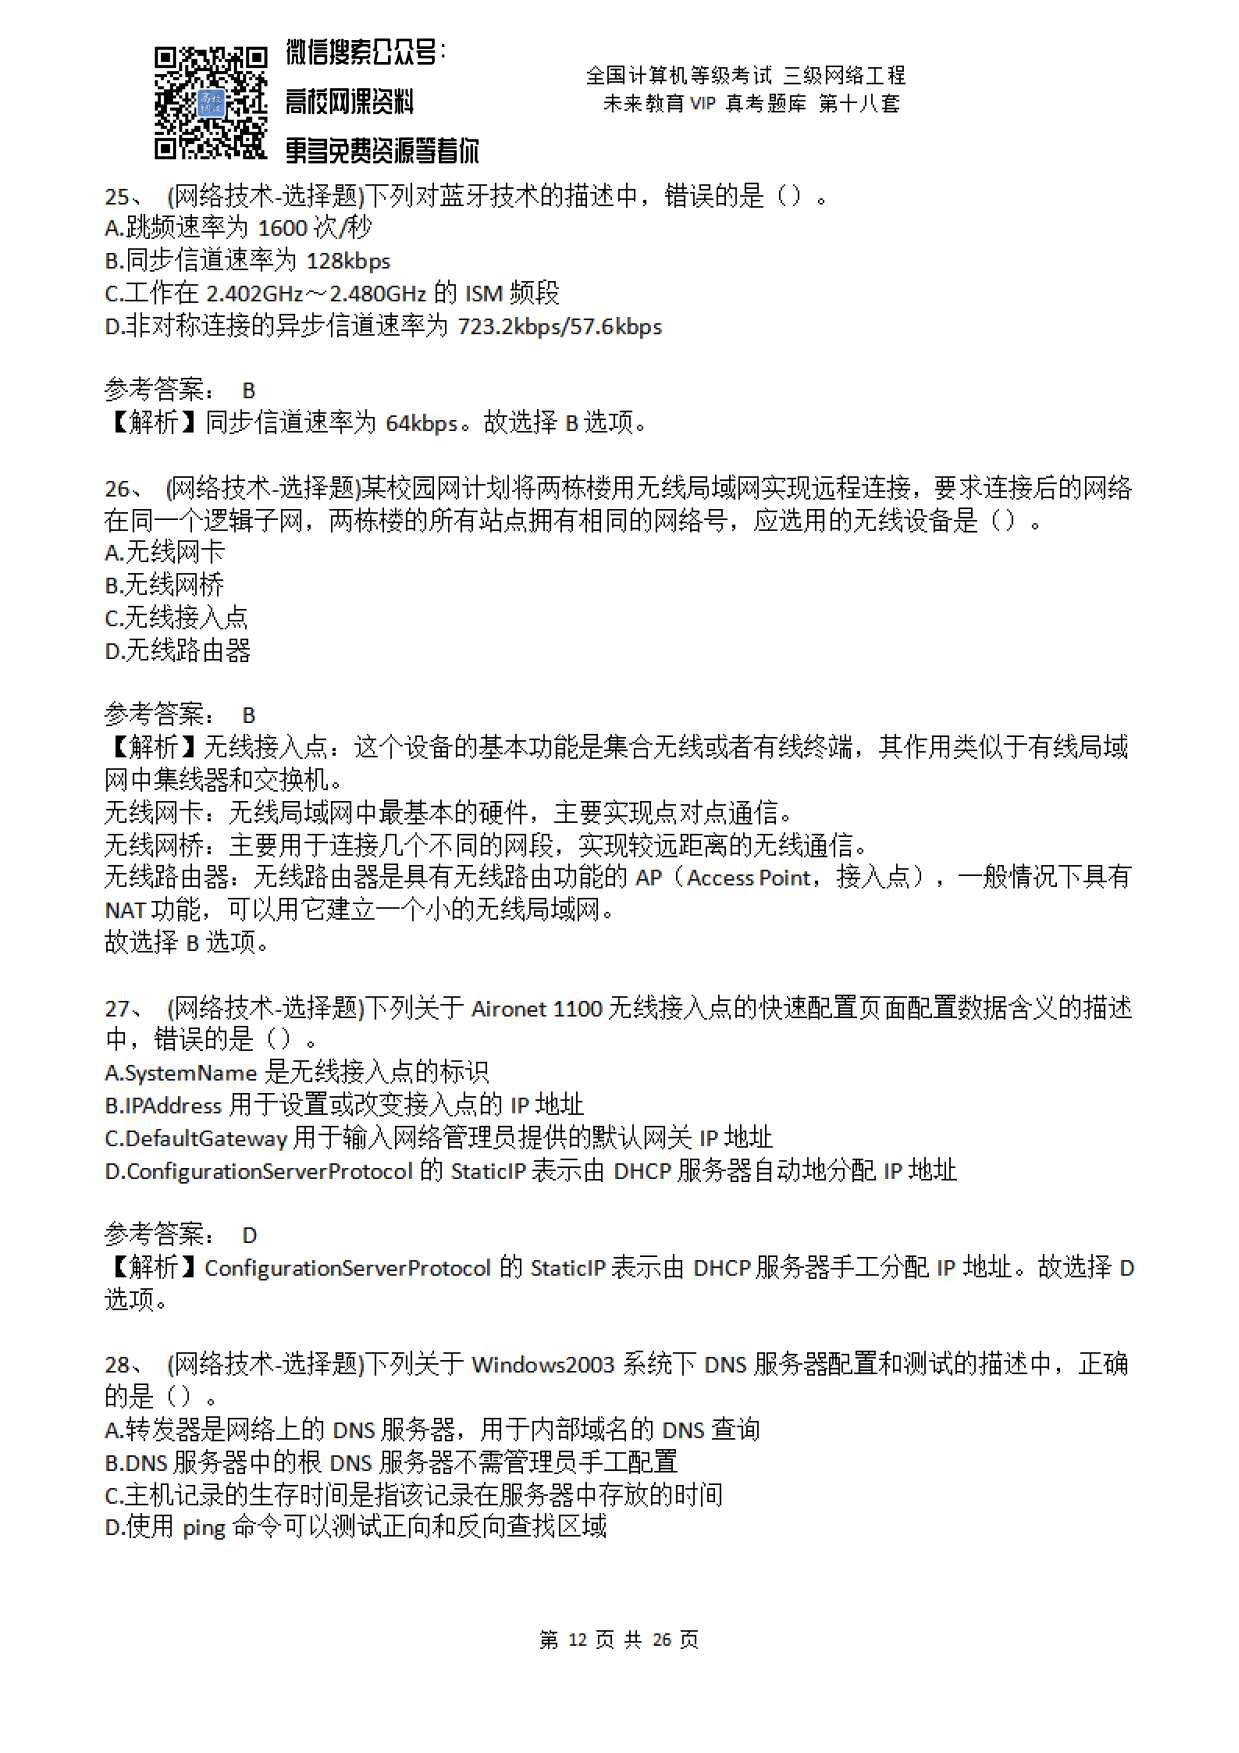 微信搜索公众号：
高校网课资料
更多免费资源等着你
全国计算机等级考试 三级网络工程
未来教育 VIP 真考题库 第十八套
25、 (网络技术-选择题)下列对蓝牙技术的描述中，错误的是（）。
A.跳频速率为 1600 次/秒
B.同步信道速率为 128kbps
C.工作在 2.402GHz～2.480GHz 的 ISM 频段
D.非对称连接的异步信道速率为 723.2kbps/57.6kbps
参考答案： B
【解析】同步信道速率为 64kbps。故选择 B 选项。
26、 (网络技术-选择题)某校园网计划将两栋楼用无线局域网实现远程连接，要求连接后的网络
在同一个逻辑子网，两栋楼的所有站点拥有相同的网络号，应选用的无线设备是（）。
A.无线网卡
B.无线网桥
C.无线接入点
D.无线路由器
参考答案： B
【解析】无线接入点：这个设备的基本功能是集合无线或者有线终端，其作用类似于有线局域
网中集线器和交换机。
无线网卡：无线局域网中最基本的硬件，主要实现点对点通信。
无线网桥：主要用于连接几个不同的网段，实现较远距离的无线通信。
无线路由器：无线路由器是具有无线路由功能的 AP（Access Point，接入点），一般情况下具有
NAT 功能，可以用它建立一个小的无线局域网。
故选择 B 选项。
27、 (网络技术-选择题)下列关于 Aironet 1100 无线接入点的快速配置页面配置数据含义的描述
中，错误的是（）。
A.SystemName 是无线接入点的标识
B.IPAddress 用于设置或改变接入点的 IP 地址
C.DefaultGateway 用于输入网络管理员提供的默认网关 IP 地址
D.ConfigurationServerProtocol 的 StaticIP 表示由 DHCP 服务器自动地分配 IP 地址
参考答案： D
【解析】ConfigurationServerProtocol 的 StaticIP 表示由 DHCP 服务器手工分配 IP 地址。故选择 D
选项。
28、 (网络技术-选择题)下列关于 Windows2003 系统下 DNS 服务器配置和测试的描述中，正确
的是（）。
A.转发器是网络上的 DNS 服务器，用于内部域名的 DNS 查询
B.DNS 服务器中的根 DNS 服务器不需管理员手工配置
C.主机记录的生存时间是指该记录在服务器中存放的时间
D.使用 ping 命令可以测试正向和反向查找区域
第 12 页 共 26 页